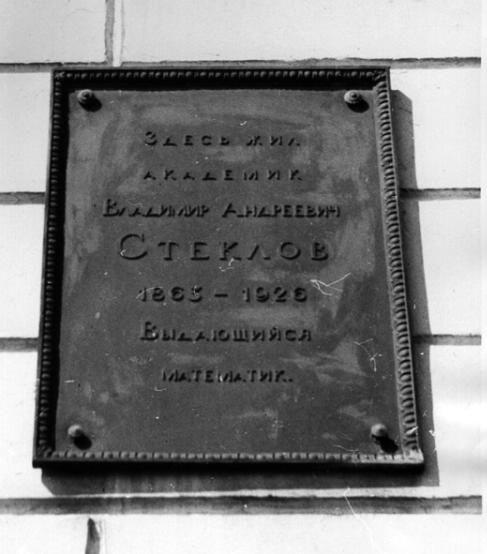 Здесь жил
академик
Владимир Андреевич
Стеклов
1863 – 1926
Выдающийся
математик.